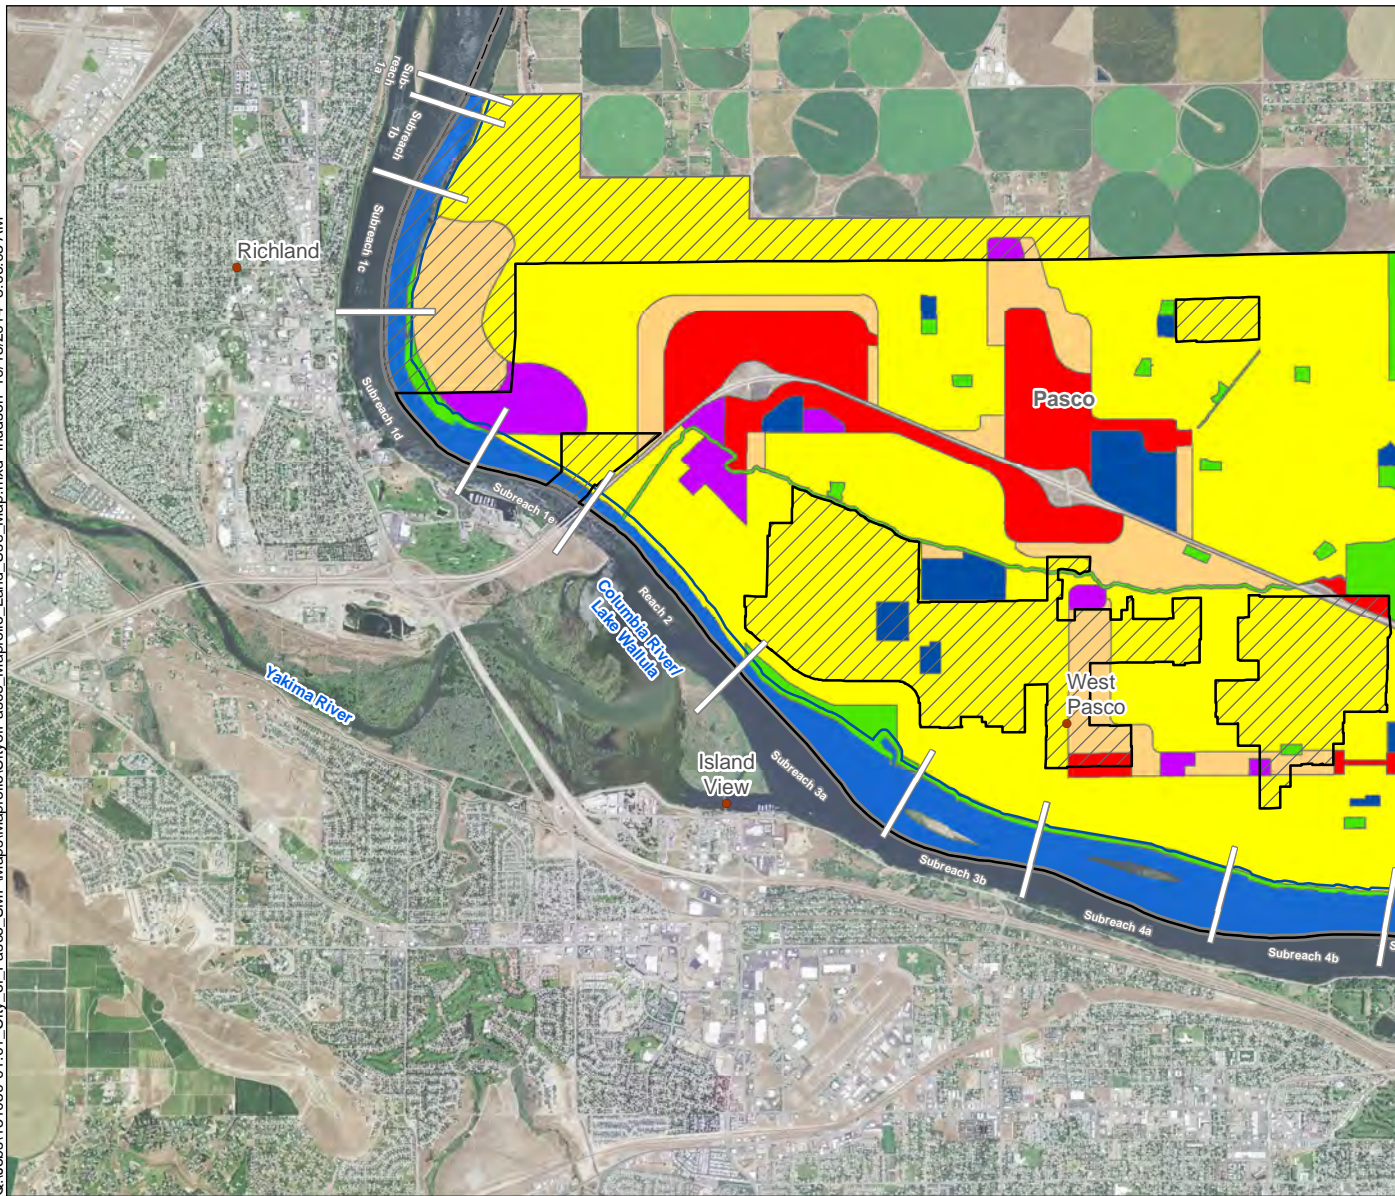 Sub-
reach
1a
Subreach
1b
Subreach 1c
Richland
Pasco
Subreach 1d
Subreach 1e
Reach 2
Columbia River/
Lake Wallula
Yakima River
West
Pasco
Island
View
Subreach 3a
Subreach 3b
Subreach 4a
Subreach 4b
S